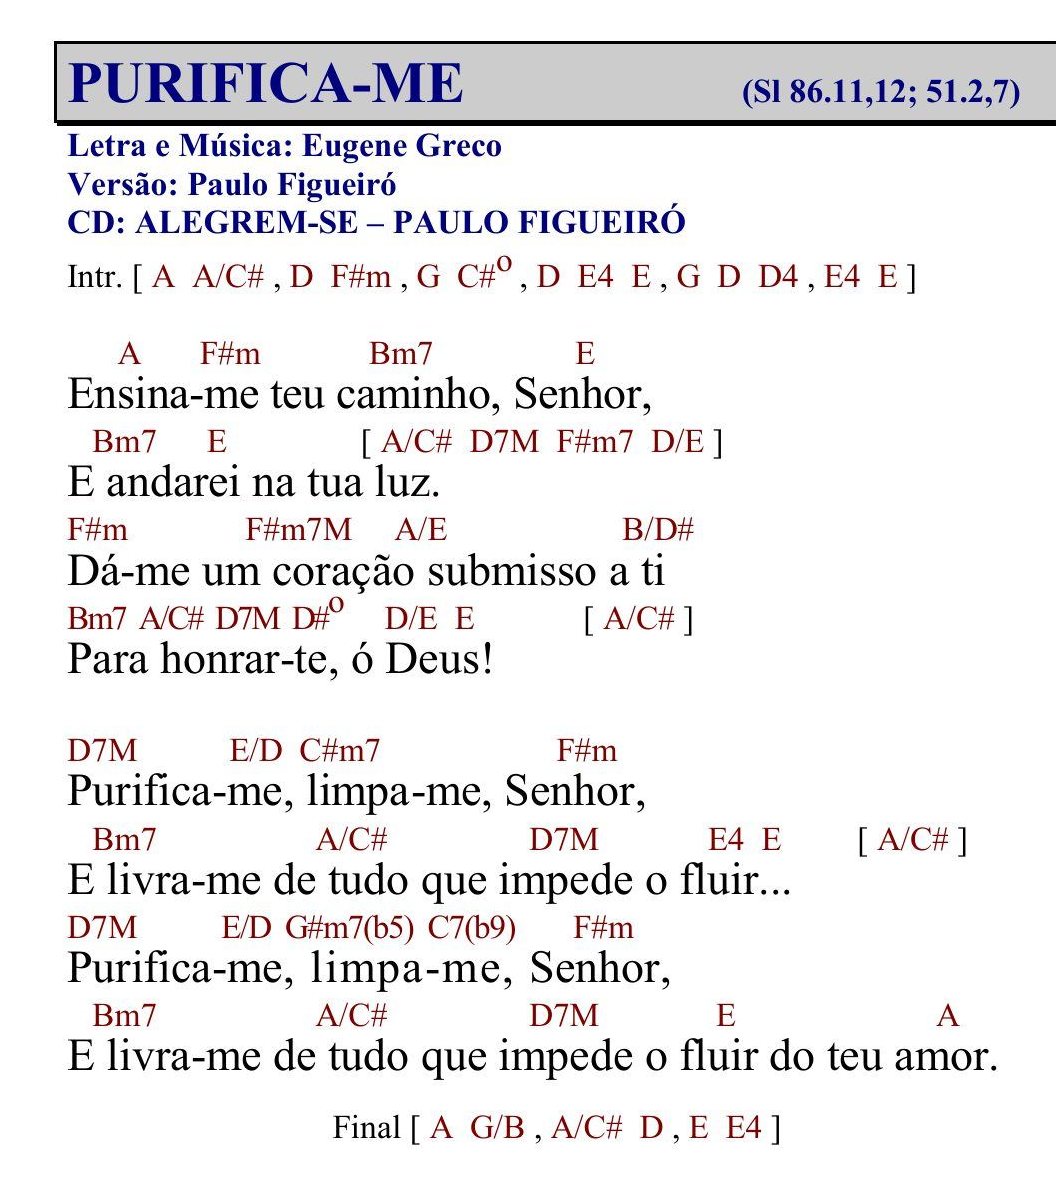 PURIFICA-ME (Sl 86.11,12; 51.2,7)
Letra e Música: Eugene Greco
Versão: Paulo Figueiró
CD: ALEGREM-SE – PAULO FIGUEIRÓ
Intr. [ A A/C# , D F#m , G C#º , D E4 E , G D D4 , E4 E ]
A F#m Bm7 E
Ensina-me teu caminho, Senhor,
Bm7 E [ A/C# D7M F#m7 D/E ]
E andarei na tua luz.
F#m F#m7M A/E B/D#
Dá-me um coração submisso a ti
Bm7 A/C# D7M D#º D/E E [ A/C# ]
Para honrar-te, ó Deus!
D7M E/D C#m7 F#m
Purifica-me, limpa-me, Senhor,
Bm7 A/C# D7M E4 E [ A/C# ]
E livra-me de tudo que impede o fluir...
D7M E/D G#m7(b5) C7(b9) F#m
Purifica-me, limpa-me, Senhor,
Bm7 A/C# D7M E A
E livra-me de tudo que impede o fluir do teu amor.
Final [ A G/B , A/C# D , E E4 ]